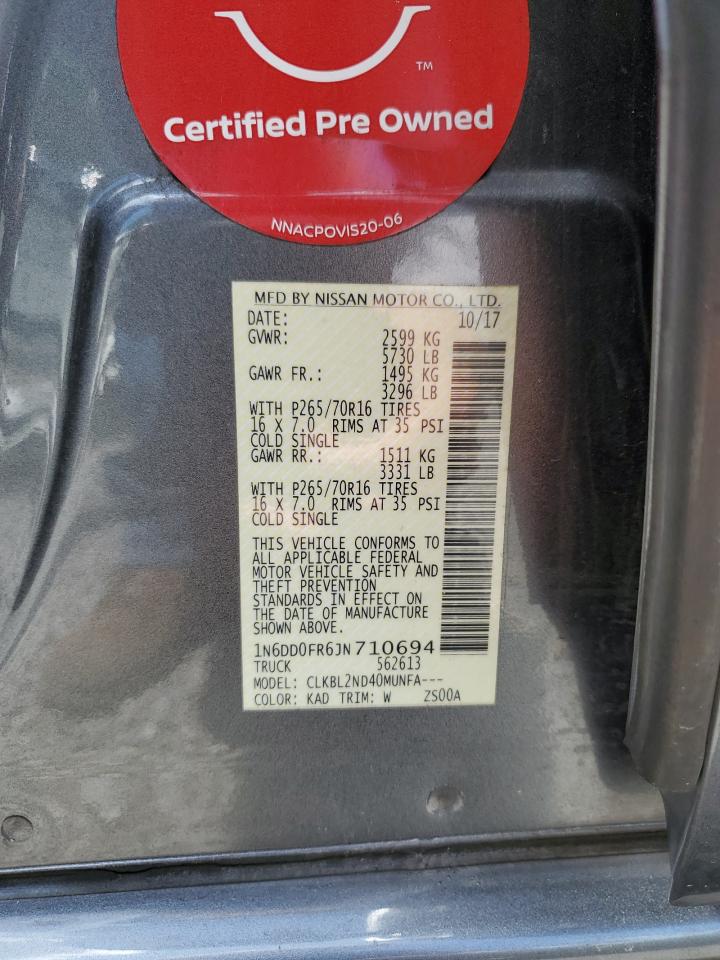 TM
Certified Pre Owned
NNACPOVIS20-06
MFD BY NISSAN MOTOR CO., LTD.
DATE: 10/17
GVWR: 2599 KG
5730 LB
GAWR FR.: 1495 KG
3296 LB
WITH P265/70R16 TIRES
16 X 7.0 RIMS AT 35 PSI
COLD SINGLE
GAWR RR.: 1511 KG
3331 LB
WITH P265/70R16 TIRES
16 X 7.0 RIMS AT 35 PSI
COLD SINGLE
THIS VEHICLE CONFORMS TO
ALL APPLICABLE FEDERAL
MOTOR VEHICLE SAFETY AND
THEFT PREVENTION
STANDARDS IN EFFECT ON
THE DATE OF MANUFACTURE
SHOWN ABOVE.
1N6DD0FR6JN710694
TRUCK 562613
MODEL: CLKBL2ND40MUNFA---
COLOR: KAD TRIM: W ZS00A